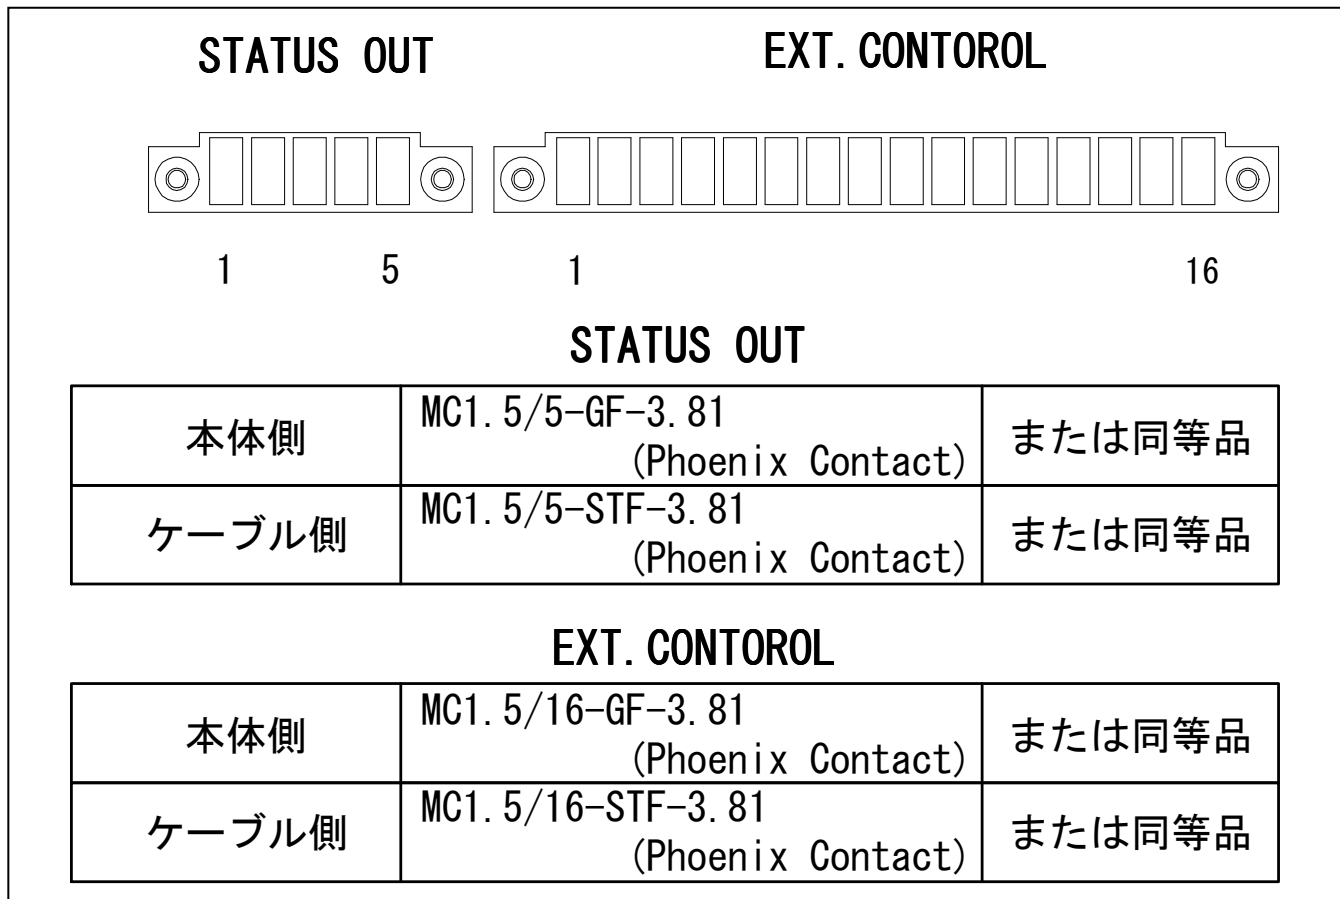 STATUS OUT
EXT.CONTOROL
1 5 1 16
STATUS OUT
本体側
MC1.5/5-GF-3.81
(Phoenix Contact)
または同等品
ケーブル側
MC1.5/5-STF-3.81
(Phoenix Contact)
または同等品
EXT.CONTOROL
本体側
MC1.5/16-GF-3.81
(Phoenix Contact)
または同等品
ケーブル側
MC1.5/16-STF-3.81
(Phoenix Contact)
または同等品